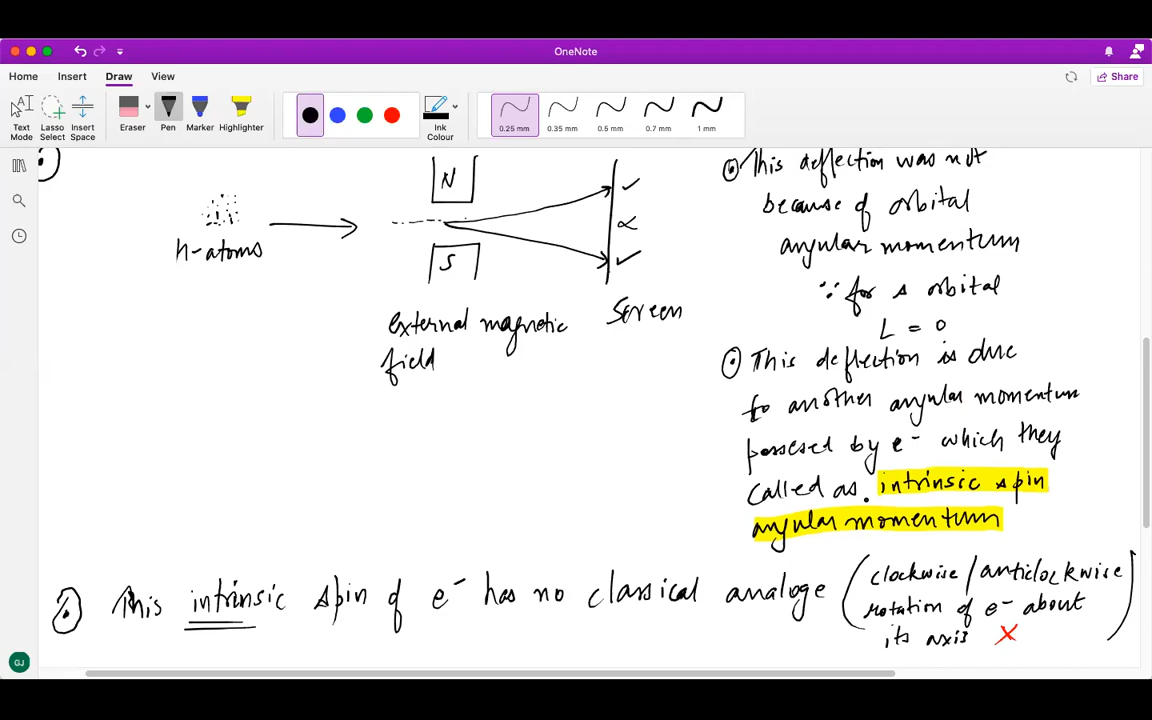 OneNote
Home
Insert
Draw
View
Share
Text Mode
Lasso Select
Insert Space
Eraser
Pen
Marker
Highlighter
Ink Colour
0.25 mm
0.35 mm
0.5 mm
0.7 mm
1 mm
N
S
h-atoms
external magnetic
field
Screen
This deflection was not
because of orbital
angular momentum
∵ for s orbital
L = 0
This deflection is due
to another angular momentum
possesed by e⁻ which they
called as. intrinsic spin
angular momentum
This intrinsic spin of e⁻ has no classical analoge (clockwise/anticlockwise
rotation of e⁻ about
its axis X)
GJ